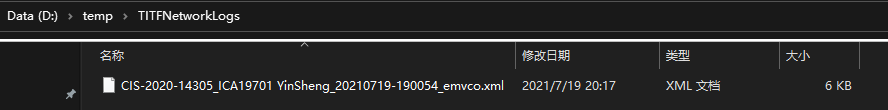 Data (D:) › temp › TITFNetworkLogs
名称 修改日期 类型 大小
CIS-2020-14305_ICA19701 YinSheng_20210719-190054_emvco.xml 2021/7/19 20:17 XML 文档 6 KB